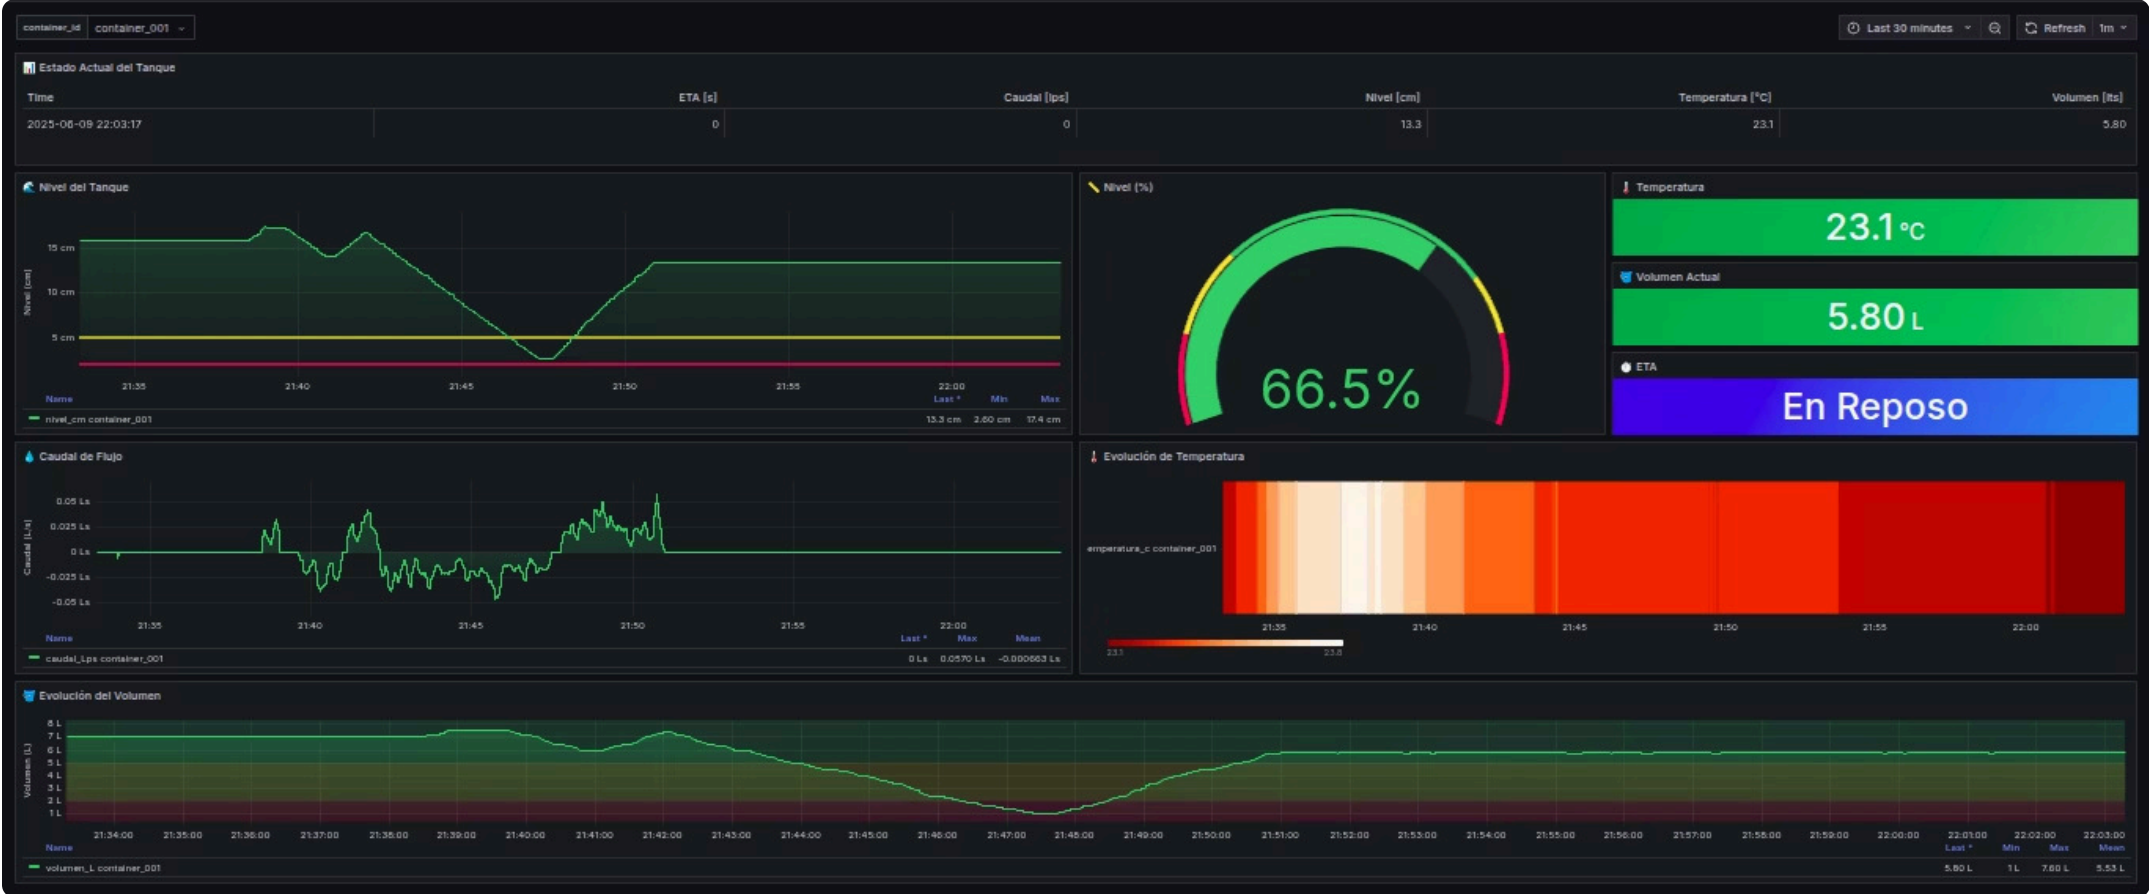 container_id container_001 Last 30 minutes Refresh 1m
Estado Actual del Tanque
Time ETA [s] Caudal [lps] Nivel [cm] Temperatura [°C] Volumen [lts]
2025-06-09 22:03:17 0 0 13.3 23.1 5.80
Nivel del Tanque
Nivel [cm]
15 cm
10 cm
5 cm
21:35 21:40 21:45 21:50 21:55 22:00
Name Last * Min Max
nivel_cm container_001 13.3 cm 2.60 cm 17.4 cm
Nivel (%)
66.5%
Temperatura
23.1 °C
Volumen Actual
5.80 L
ETA
En Reposo
Caudal de Flujo
Caudal [L/s]
0.05 Ls
0.025 Ls
0 Ls
-0.025 Ls
-0.05 Ls
21:35 21:40 21:45 21:50 21:55 22:00
Name Last * Max Mean
caudal_Lps container_001 0 Ls 0.0570 Ls -0.000663 Ls
Evolución de Temperatura
emperatura_c container_001
21:35 21:40 21:45 21:50 21:55 22:00
23.1 23.8
Evolución del Volumen
Volumen (L)
8 L
7 L
6 L
5 L
4 L
3 L
2 L
1 L
21:34:00 21:35:00 21:36:00 21:37:00 21:38:00 21:39:00 21:40:00 21:41:00 21:42:00 21:43:00 21:44:00 21:45:00 21:46:00 21:47:00 21:48:00 21:49:00 21:50:00 21:51:00 21:52:00 21:53:00 21:54:00 21:55:00 21:56:00 21:57:00 21:58:00 21:59:00 22:00:00 22:01:00 22:02:00 22:03:00
Name Last * Min Max Mean
volumen_L container_001 5.80 L 1 L 7.60 L 5.53 L